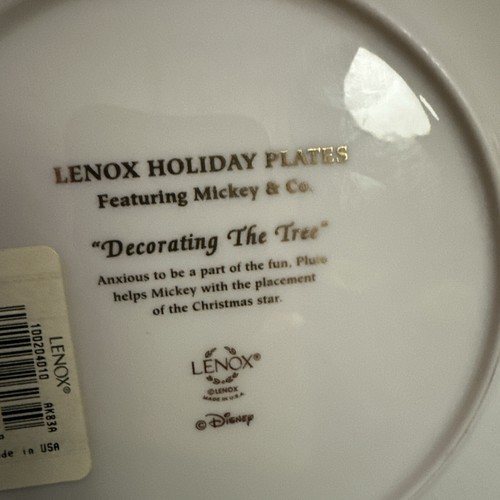 LENOX HOLIDAY PLATES
Featuring Mickey & Co.
"Decorating The Tree"
Anxious to be a part of the fun, Pluto
helps Mickey with the placement
of the Christmas star.
LENOX®
©LENOX
MADE IN U.S.A.
© Disney
LENOX®
100204010 AK83A
de in USA